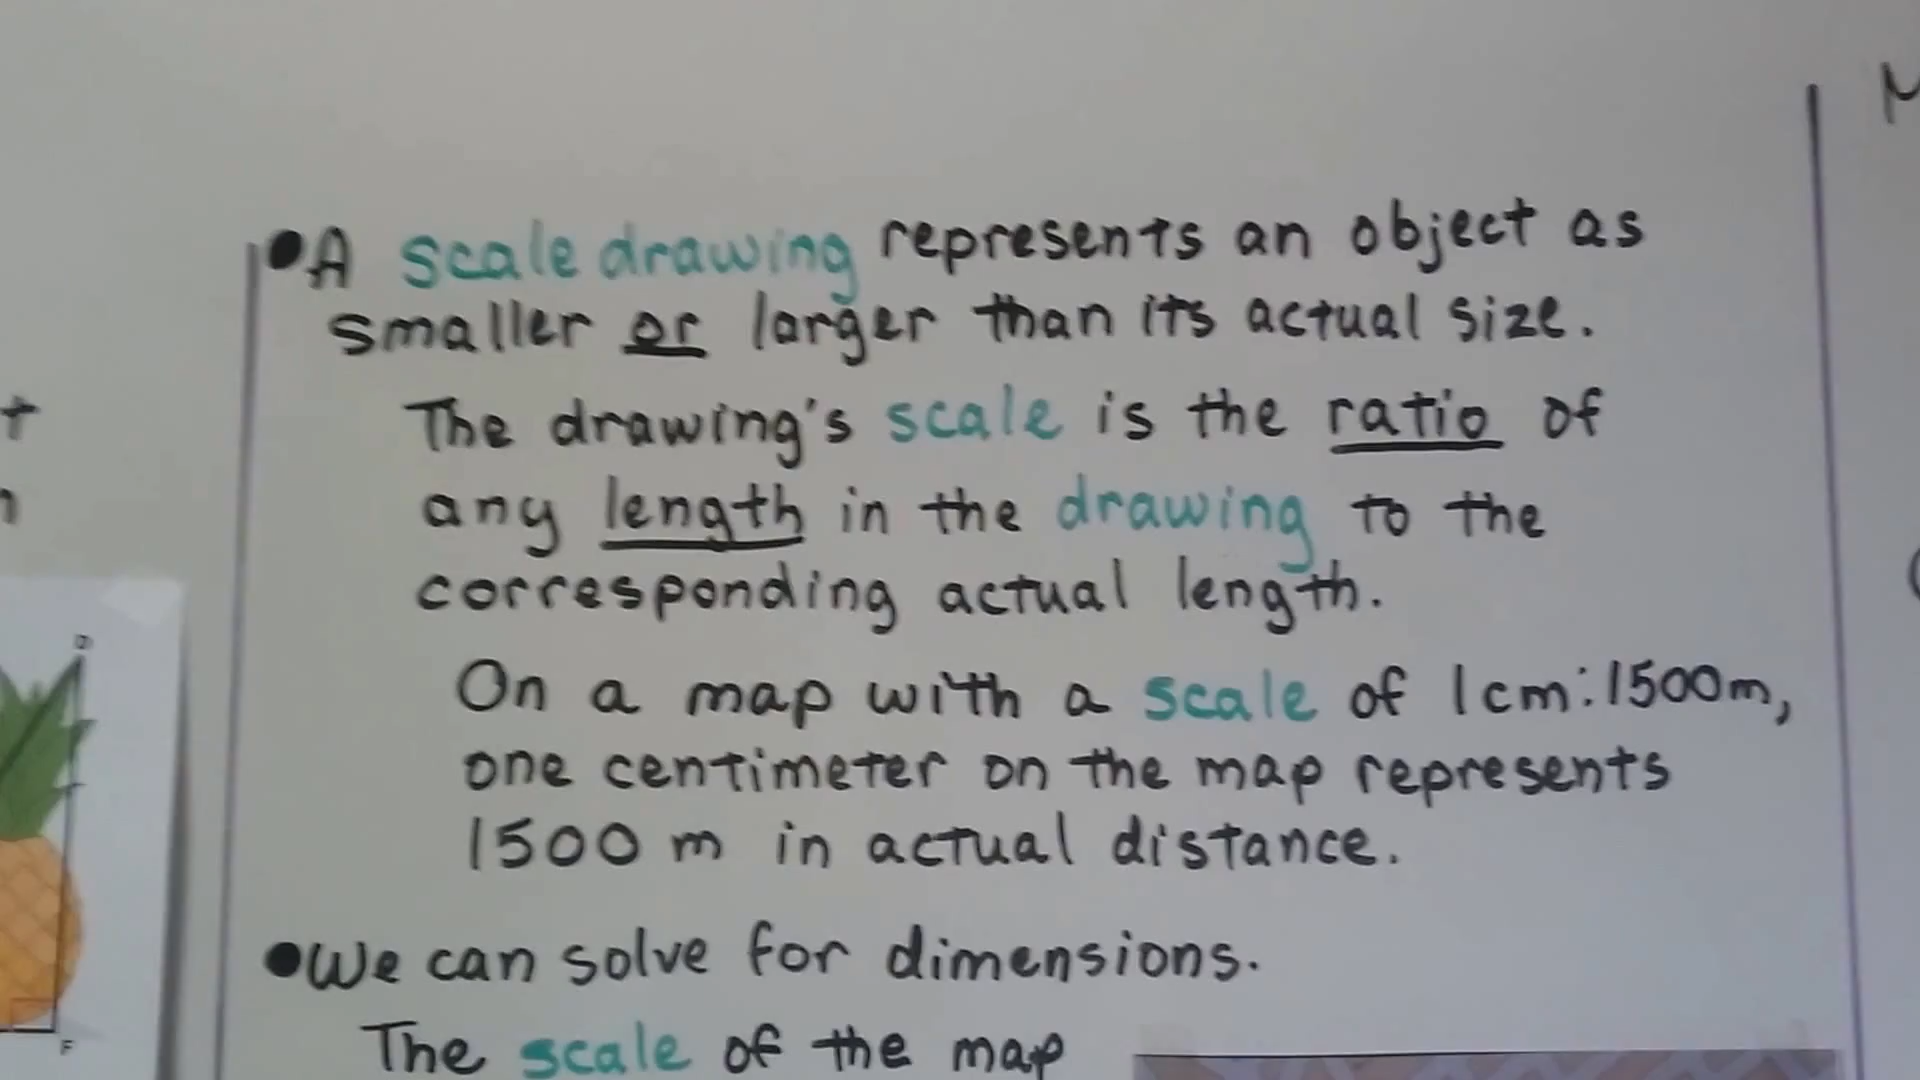 • A scale drawing represents an object as
smaller or larger than its actual size.
The drawing's scale is the ratio of
any length in the drawing to the
corresponding actual length.
On a map with a scale of 1cm:1500m,
one centimeter on the map represents
1500 m in actual distance.
• We can solve for dimensions.
The scale of the map
D
F